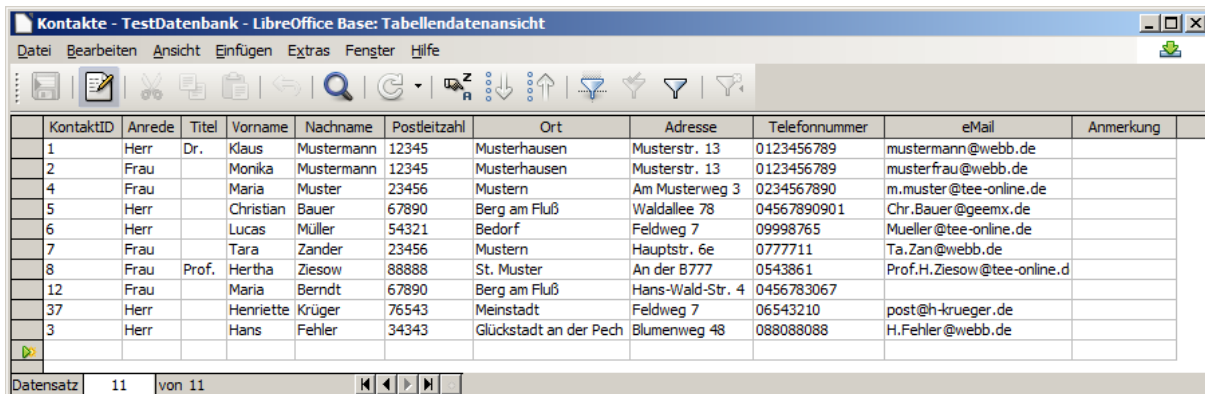 Kontakte - TestDatenbank - LibreOffice Base: Tabellendatenansicht
Datei Bearbeiten Ansicht Einfügen Extras Fenster Hilfe
KontaktID Anrede Titel Vorname Nachname Postleitzahl Ort Adresse Telefonnummer eMail Anmerkung
1 Herr Dr. Klaus Mustermann 12345 Musterhausen Musterstr. 13 0123456789 mustermann@webb.de
2 Frau Monika Mustermann 12345 Musterhausen Musterstr. 13 0123456789 musterfrau@webb.de
4 Frau Maria Muster 23456 Mustern Am Musterweg 3 0234567890 m.muster@tee-online.de
5 Herr Christian Bauer 67890 Berg am Fluß Waldallee 78 04567890901 Chr.Bauer@geemx.de
6 Herr Lucas Müller 54321 Bedorf Feldweg 7 09998765 Mueller@tee-online.de
7 Frau Tara Zander 23456 Mustern Hauptstr. 6e 0777711 Ta.Zan@webb.de
8 Frau Prof. Hertha Ziesow 88888 St. Muster An der B777 0543861 Prof.H.Ziesow@tee-online.d
12 Frau Maria Berndt 67890 Berg am Fluß Hans-Wald-Str. 4 0456783067
37 Herr Henriette Krüger 76543 Meinstadt Feldweg 7 06543210 post@h-krueger.de
3 Herr Hans Fehler 34343 Glückstadt an der Pech Blumenweg 48 088088088 H.Fehler@webb.de
Datensatz 11 von 11